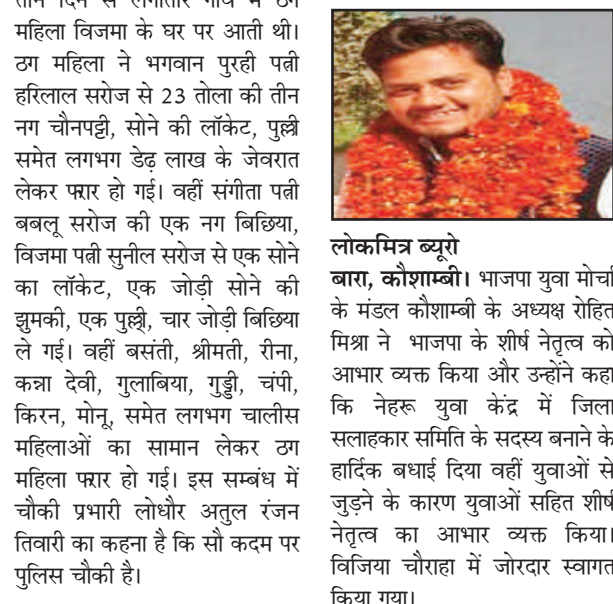 तीन दिन से लगातार गांव में ठग
महिला विजमा के घर पर आती थी।
ठग महिला ने भगवान पुरही पत्नी
हरिलाल सरोज से 23 तोला की तीन
नग चौनपट्टी, सोने की लॉकेट, पुल्ली
समेत लगभग डेढ़ लाख के जेवरात
लेकर फरार हो गई। वहीं संगीता पत्नी
बबलू सरोज की एक नग बिछिया,
विजमा पत्नी सुनील सरोज से एक सोने
का लॉकेट, एक जोड़ी सोने की
झुमकी, एक पुल्ली, चार जोड़ी बिछिया
ले गई। वहीं बसंती, श्रीमती, रीना,
कन्ना देवी, गुलाबिया, गुड्डी, चंपी,
किरन, मोनू, समेत लगभग चालीस
महिलाओं का सामान लेकर ठग
महिला फरार हो गई। इस सम्बंध में
चौकी प्रभारी लोधौर अतुल रंजन
तिवारी का कहना है कि सौ कदम पर
पुलिस चौकी है।
लोकमित्र ब्यूरो
बारा, कौशाम्बी। भाजपा युवा मोर्चा
के मंडल कौशाम्बी के अध्यक्ष रोहित
मिश्रा ने भाजपा के शीर्ष नेतृत्व को
आभार व्यक्त किया और उन्होंने कहा
कि नेहरू युवा केंद्र में जिला
सलाहकार समिति के सदस्य बनाने के
हार्दिक बधाई दिया वहीं युवाओं से
जुड़ने के कारण युवाओं सहित शीर्ष
नेतृत्व का आभार व्यक्त किया।
विजिया चौराहा में जोरदार स्वागत
किया गया।